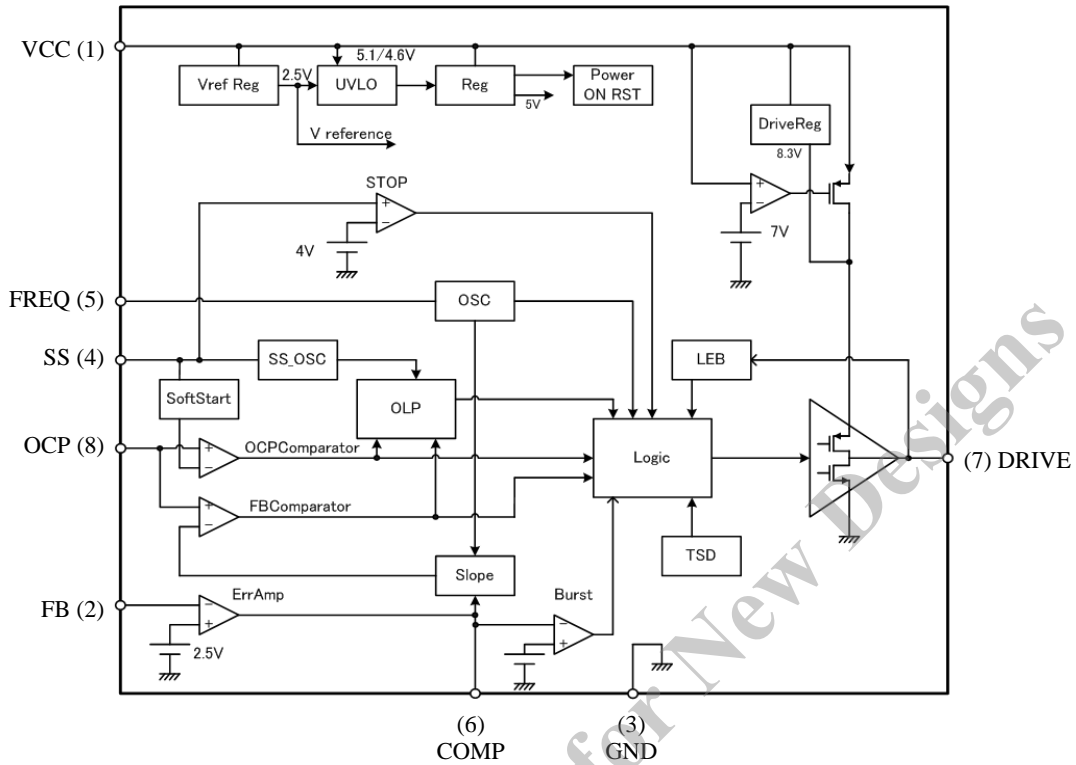 VCC (1)
5.1/4.6V
Vref Reg
2.5V
UVLO
Reg
5V
Power
ON RST
DriveReg
8.3V
V reference
STOP
+
−
4V
+
−
7V
FREQ (5)
OSC
SS (4)
SS_OSC
LEB
SoftStart
OLP
OCP (8)
+
−
OCPComparator
Logic
(7) DRIVE
+
−
FBComparator
TSD
Slope
FB (2)
ErrAmp
−
+
2.5V
Burst
−
+
(6)
COMP
(3)
GND
for New Designs